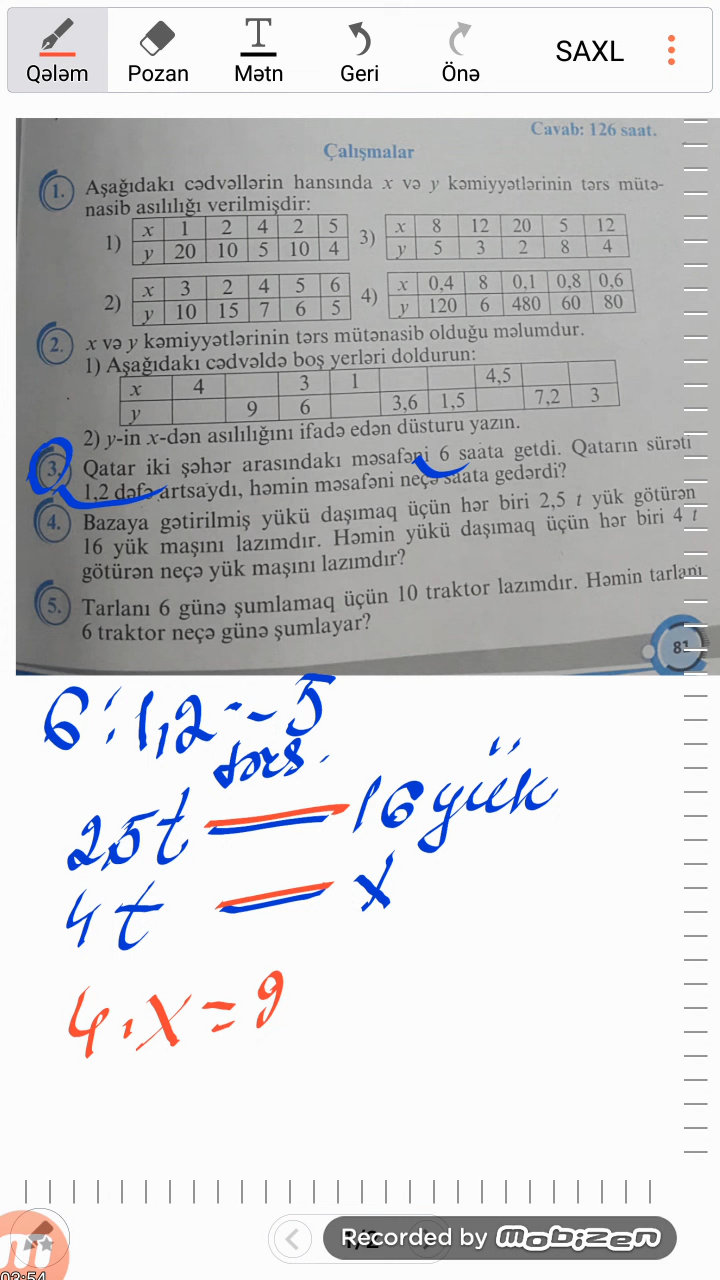 Qələm Pozan Mətn Geri Önə SAXL
Cavab: 126 saat.
Çalışmalar
1. Aşağıdakı cədvəllərin hansında x və y kəmiyyətlərinin tərs mütə-
nasib asılılığı verilmişdir:
1) x 1 2 4 2 5
y 20 10 5 10 4
3) x 8 12 20 5 12
y 5 3 2 8 4
2) x 3 2 4 5 6
y 10 15 7 6 5
4) x 0,4 8 0,1 0,8 0,6
y 120 6 480 60 80
2. x və y kəmiyyətlərinin tərs mütənasib olduğu məlumdur.
1) Aşağıdakı cədvəldə boş yerləri doldurun:
x 4 3 1 4,5
y 9 6 3,6 1,5 7,2 3
2) y-in x-dən asılılığını ifadə edən düsturu yazın.
3. Qatar iki şəhər arasındakı məsafəni 6 saata getdi. Qatarın sürəti
1,2 dəfə artsaydı, həmin məsafəni neçə saata gedərdi?
4. Bazaya gətirilmiş yükü daşımaq üçün hər biri 2,5 t yük götürən
16 yük maşını lazımdır. Həmin yükü daşımaq üçün hər biri 4 t
götürən neçə yük maşını lazımdır?
5. Tarlanı 6 günə şumlamaq üçün 10 traktor lazımdır. Həmin tarlanı
6 traktor neçə günə şumlayar?
81
6:1,2=5
tərs
2,5t 16 yük
4t x
4·x=9
1/2
Recorded by mobizen
03:54